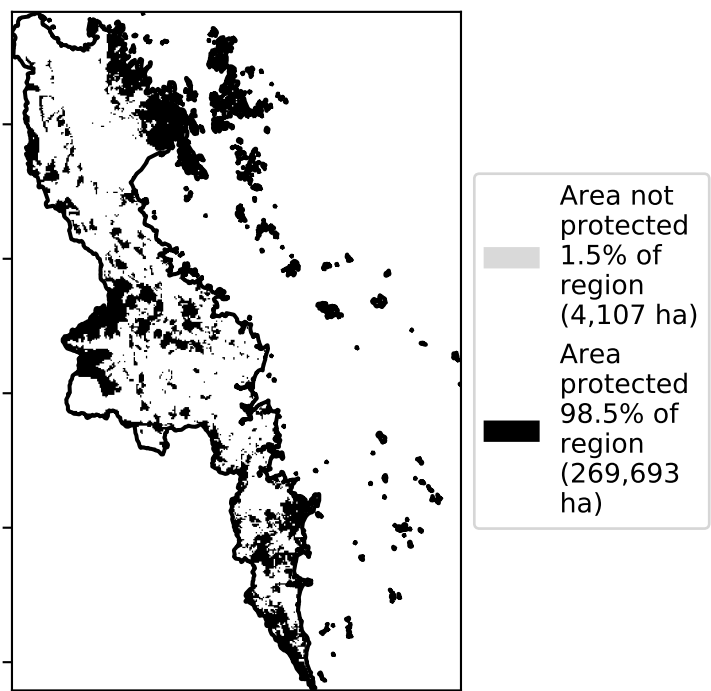 Area not
protected
1.5% of
region
(4,107 ha)
Area
protected
98.5% of
region
(269,693
ha)